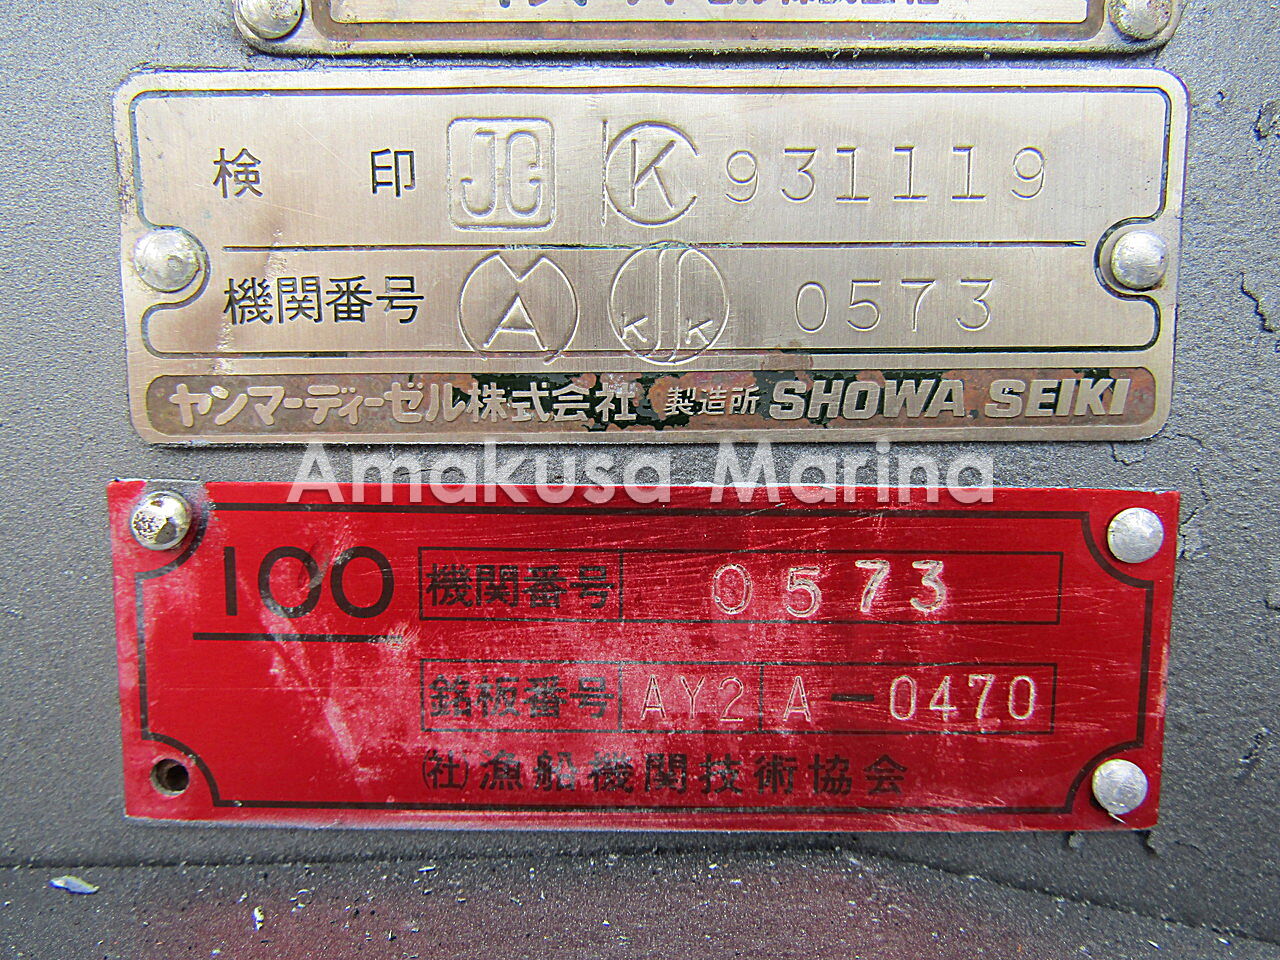 検 印 JG K 931119
機関番号 MA JSKK 0573
ヤンマーディーゼル株式会社 製造所 SHOWA SEIKI
Amakusa Marina
100 機関番号 0573
銘板番号 AY2 A-0470
(社)漁船機関技術協会